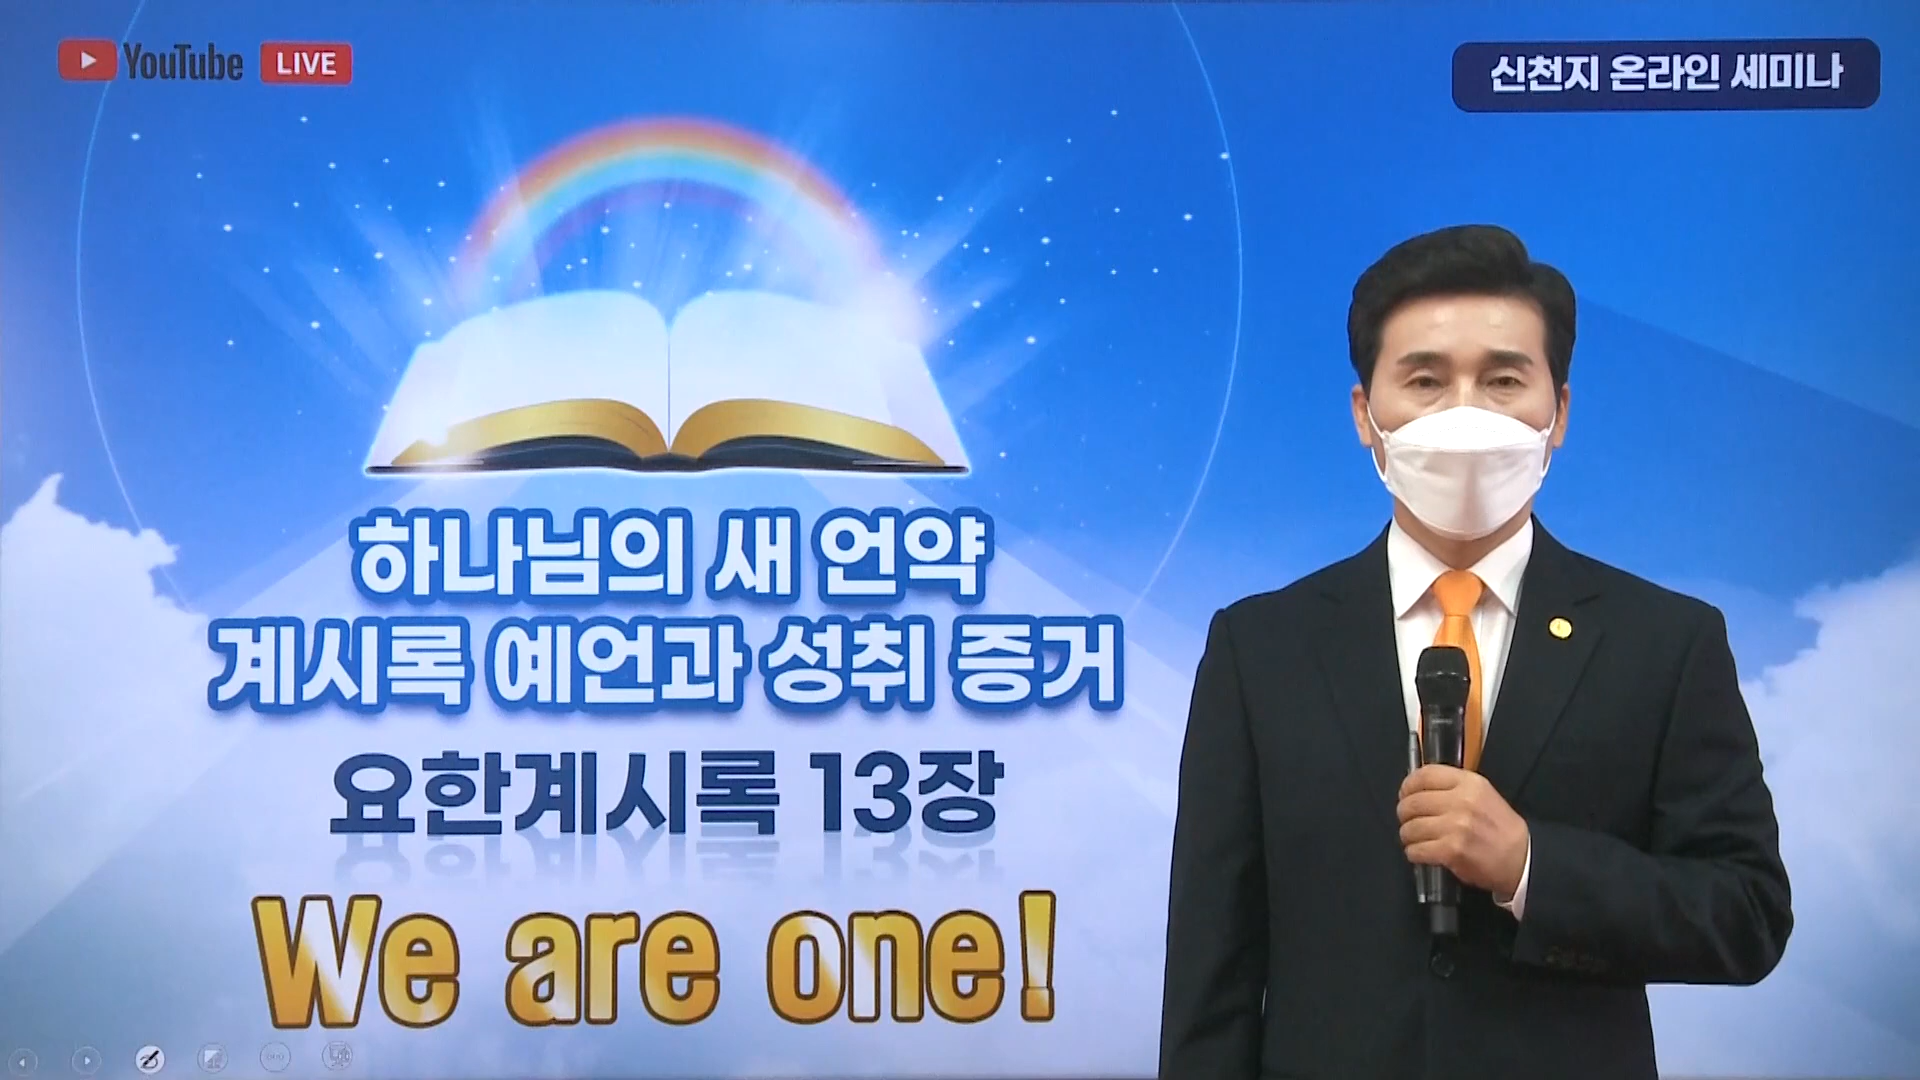 YouTube LIVE
신천지 온라인 세미나
하나님의 새 언약
계시록 예언과 성취 증거
요한계시록 13장
We are one!